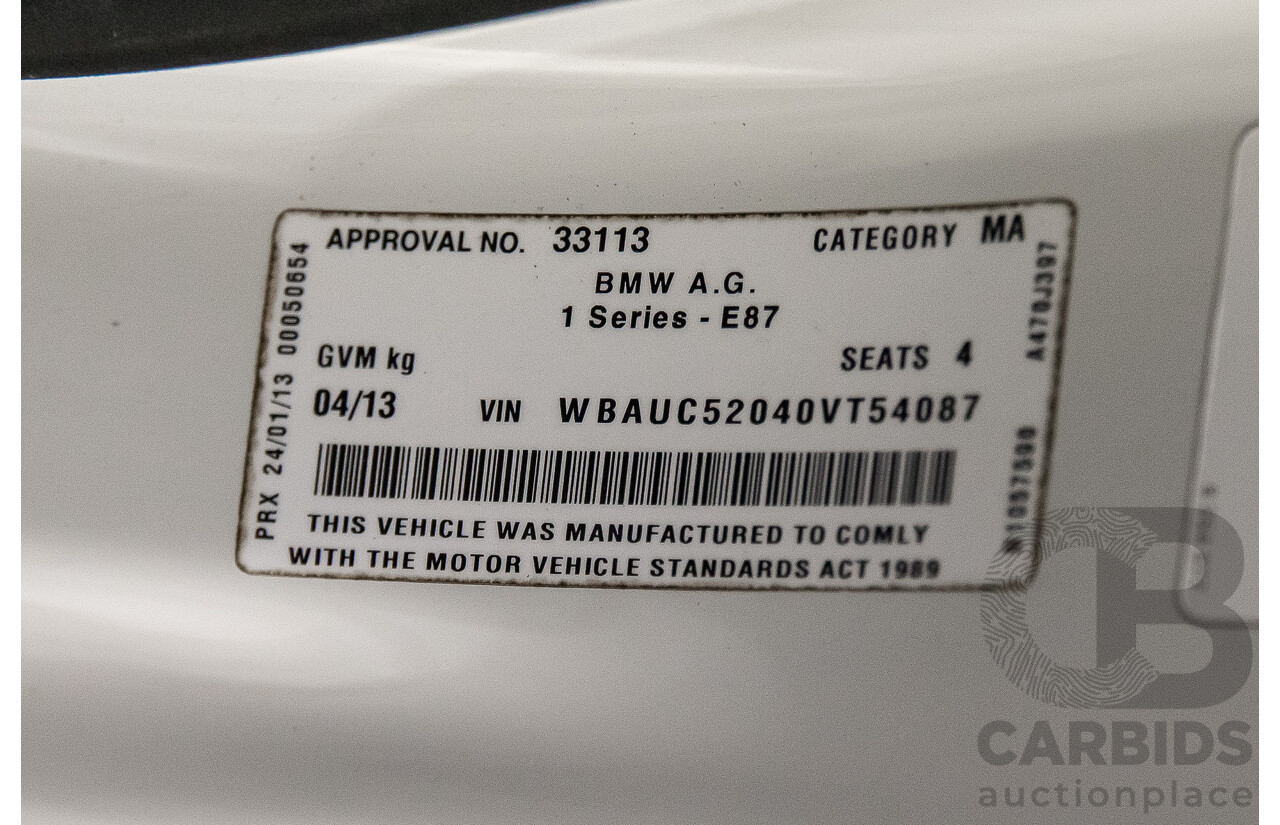 APPROVAL NO. 33113 CATEGORY MA
BMW A.G.
1 Series - E87
GVM kg SEATS 4
04/13 VIN WBAUC52040VT54087
THIS VEHICLE WAS MANUFACTURED TO COMLY
WITH THE MOTOR VEHICLE STANDARDS ACT 1989
PRX 24/01/13 00050654
A470J397
CB
CARBIDS
auctionplace